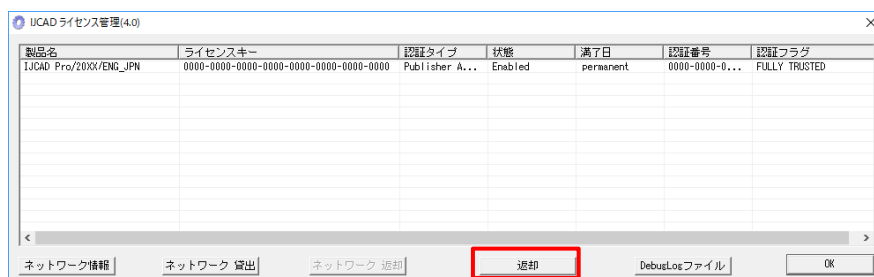 IJCAD ライセンス管理(4.0)
製品名 ライセンスキー 認証タイプ 状態 満了日 認証番号 認証フラグ
IJCAD Pro/20XX/ENG_JPN 0000-0000-0000-0000-0000-0000-0000 Publisher A... Enabled permanent 0000-0000-0... FULLY TRUSTED
ネットワーク情報 ネットワーク 貸出 ネットワーク 返却 返却 DebugLogファイル OK